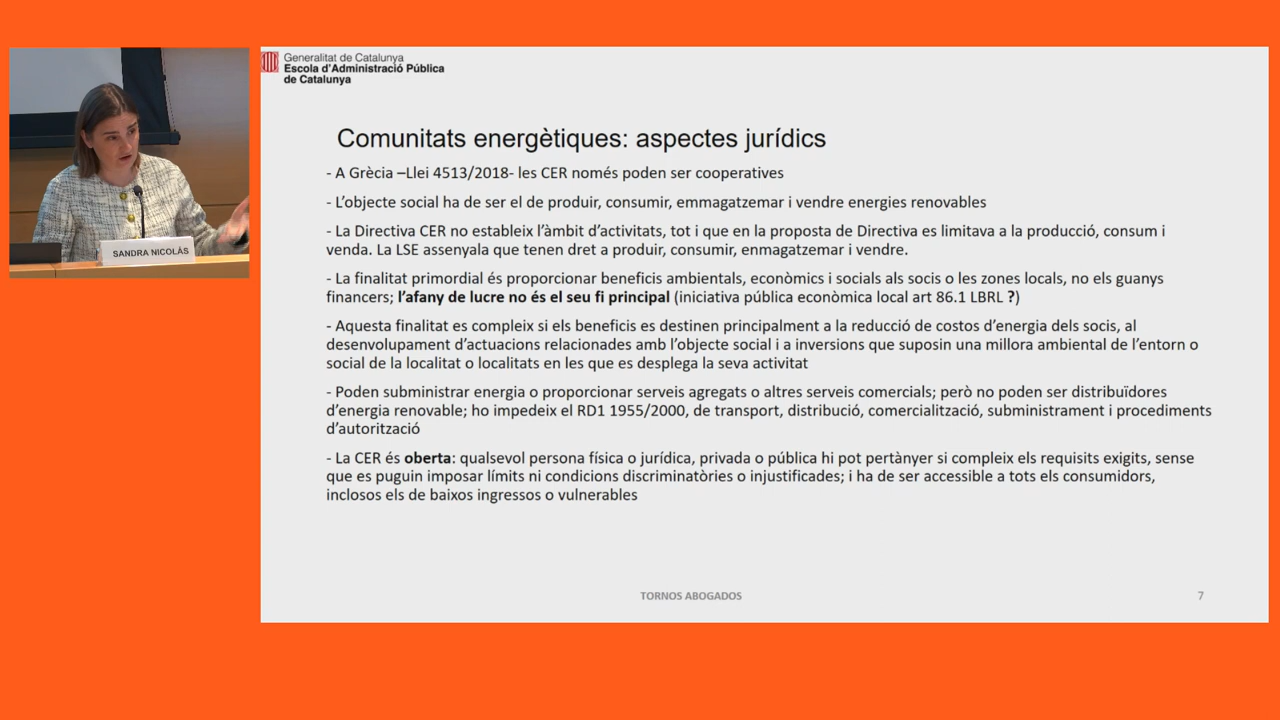 Generalitat de Catalunya
Escola d'Administració Pública
de Catalunya
SANDRA NICOLÁS
Comunitats energètiques: aspectes jurídics
- A Grècia –Llei 4513/2018- les CER només poden ser cooperatives
- L'objecte social ha de ser el de produir, consumir, emmagatzemar i vendre energies renovables
- La Directiva CER no estableix l'àmbit d'activitats, tot i que en la proposta de Directiva es limitava a la producció, consum i
venda. La LSE assenyala que tenen dret a produir, consumir, enmagatzemar i vendre.
- La finalitat primordial és proporcionar beneficis ambientals, econòmics i socials als socis o les zones locals, no els guanys
financers; l'afany de lucre no és el seu fi principal (iniciativa pública econòmica local art 86.1 LBRL ?)
- Aquesta finalitat es compleix si els beneficis es destinen principalment a la reducció de costos d'energia dels socis, al
desenvolupament d'actuacions relacionades amb l'objecte social i a inversions que suposin una millora ambiental de l'entorn o
social de la localitat o localitats en les que es desplega la seva activitat
- Poden subministrar energia o proporcionar serveis agregats o altres serveis comercials; però no poden ser distribuïdores
d'energia renovable; ho impedeix el RD1 1955/2000, de transport, distribució, comercialització, subministrament i procediments
d'autorització
- La CER és oberta: qualsevol persona física o jurídica, privada o pública hi pot pertànyer si compleix els requisits exigits, sense
que es puguin imposar límits ni condicions discriminatòries o injustificades; i ha de ser accessible a tots els consumidors,
inclosos els de baixos ingressos o vulnerables
TORNOS ABOGADOS
7